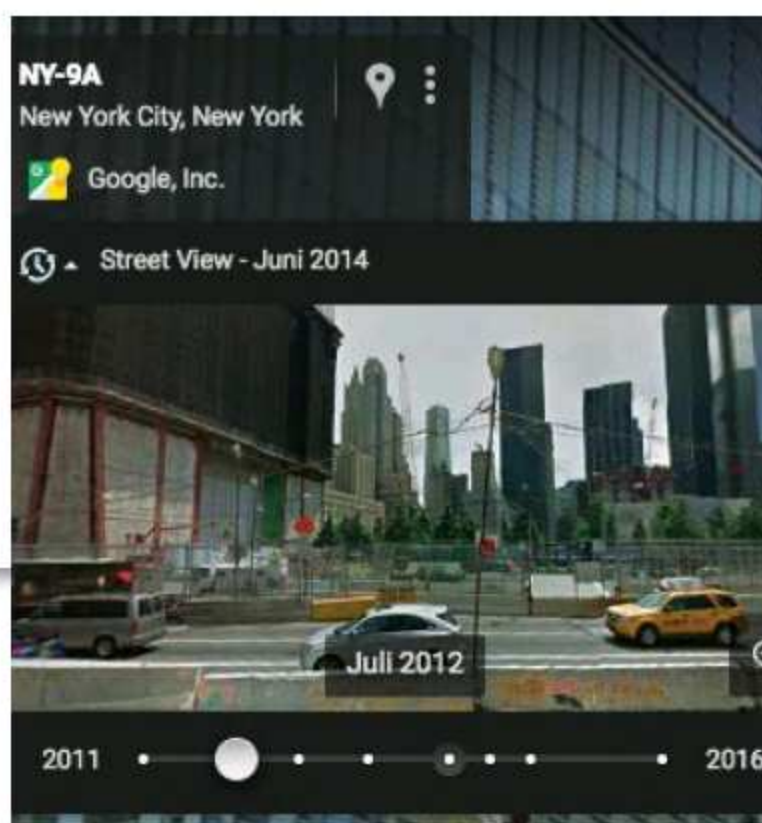 NY-9A
New York City, New York
Google, Inc.
Street View - Juni 2014
Juli 2012
2011
2016